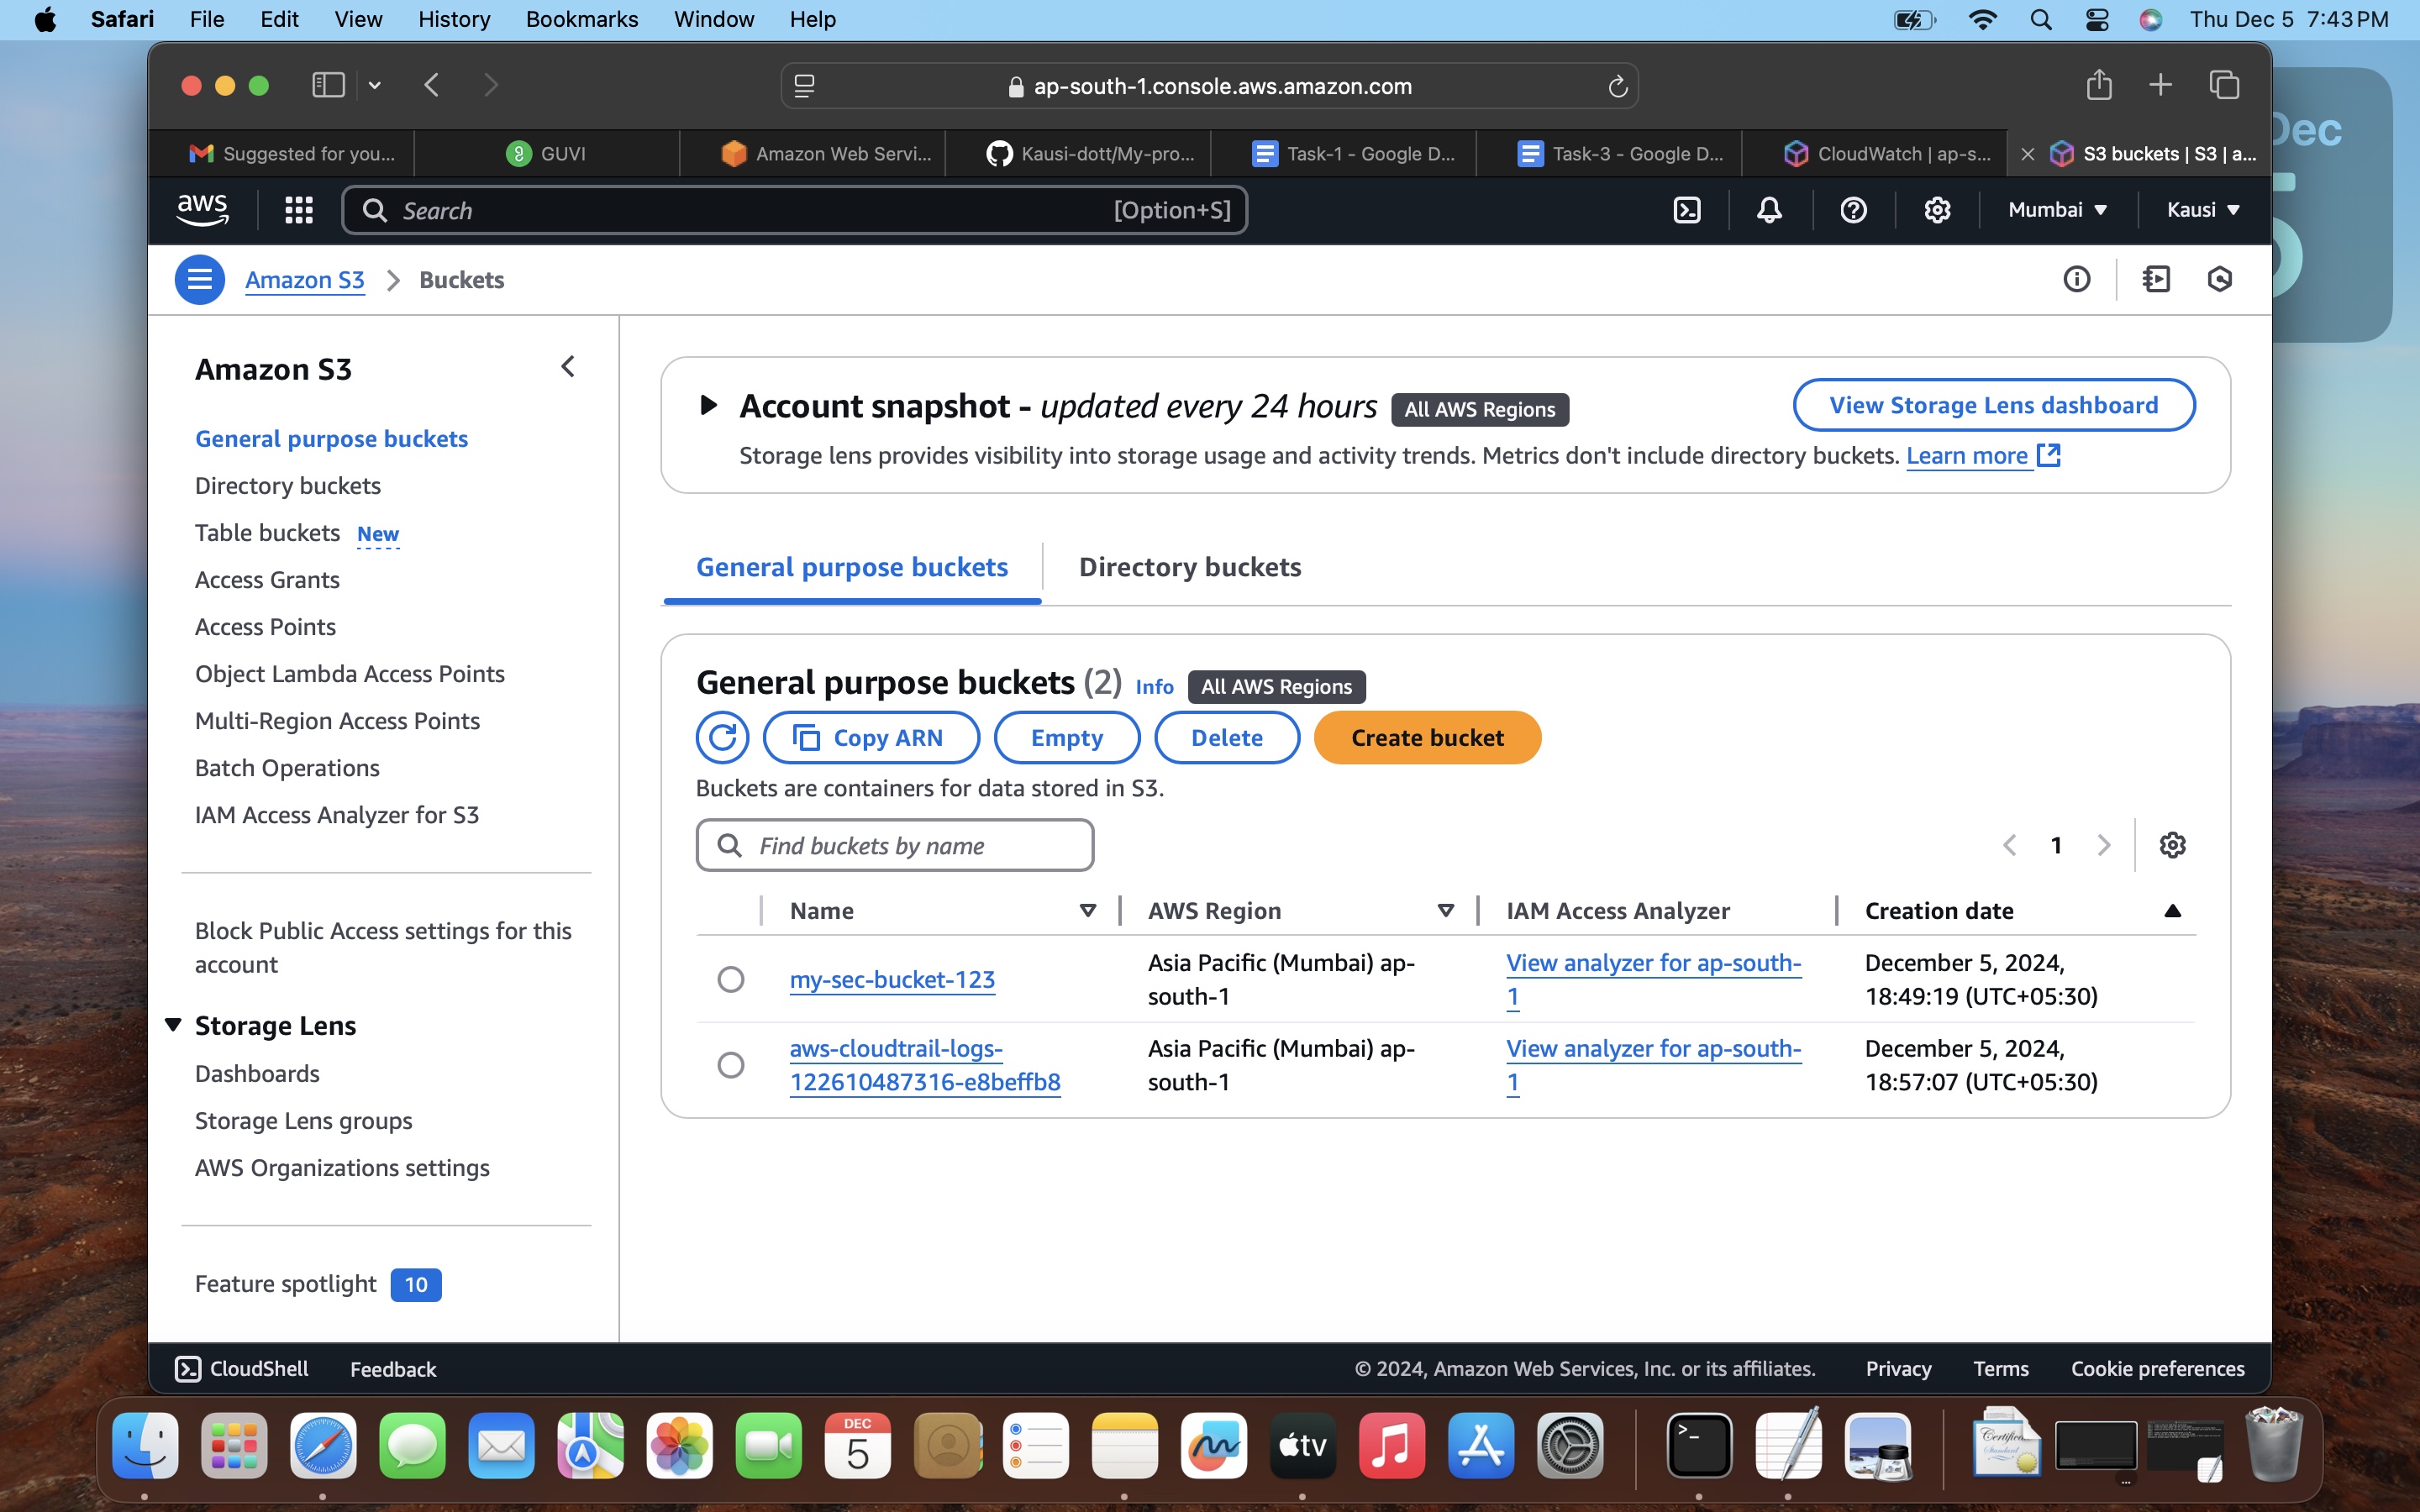 Safari File Edit View History Bookmarks Window Help Thu Dec 5 7:43 PM
Dec
5
ap-south-1.console.aws.amazon.com
Suggested for you... GUVI Amazon Web Servi... Kausi-dott/My-pro... Task-1 - Google D... Task-3 - Google D... CloudWatch | ap-s... S3 buckets | S3 | a...
aws Search [Option+S] Mumbai Kausi
Amazon S3 Buckets
Amazon S3
General purpose buckets
Directory buckets
Table buckets New
Access Grants
Access Points
Object Lambda Access Points
Multi-Region Access Points
Batch Operations
IAM Access Analyzer for S3
Block Public Access settings for this
account
Storage Lens
Dashboards
Storage Lens groups
AWS Organizations settings
Feature spotlight 10
Account snapshot - updated every 24 hours All AWS Regions View Storage Lens dashboard
Storage lens provides visibility into storage usage and activity trends. Metrics don't include directory buckets. Learn more
General purpose buckets Directory buckets
General purpose buckets (2) Info All AWS Regions
Copy ARN Empty Delete Create bucket
Buckets are containers for data stored in S3.
Find buckets by name 1
Name AWS Region IAM Access Analyzer Creation date
my-sec-bucket-123 Asia Pacific (Mumbai) ap-south-1 View analyzer for ap-south-1 December 5, 2024, 18:49:19 (UTC+05:30)
aws-cloudtrail-logs-122610487316-e8beffb8 Asia Pacific (Mumbai) ap-south-1 View analyzer for ap-south-1 December 5, 2024, 18:57:07 (UTC+05:30)
CloudShell Feedback © 2024, Amazon Web Services, Inc. or its affiliates. Privacy Terms Cookie preferences
DEC
5
tv